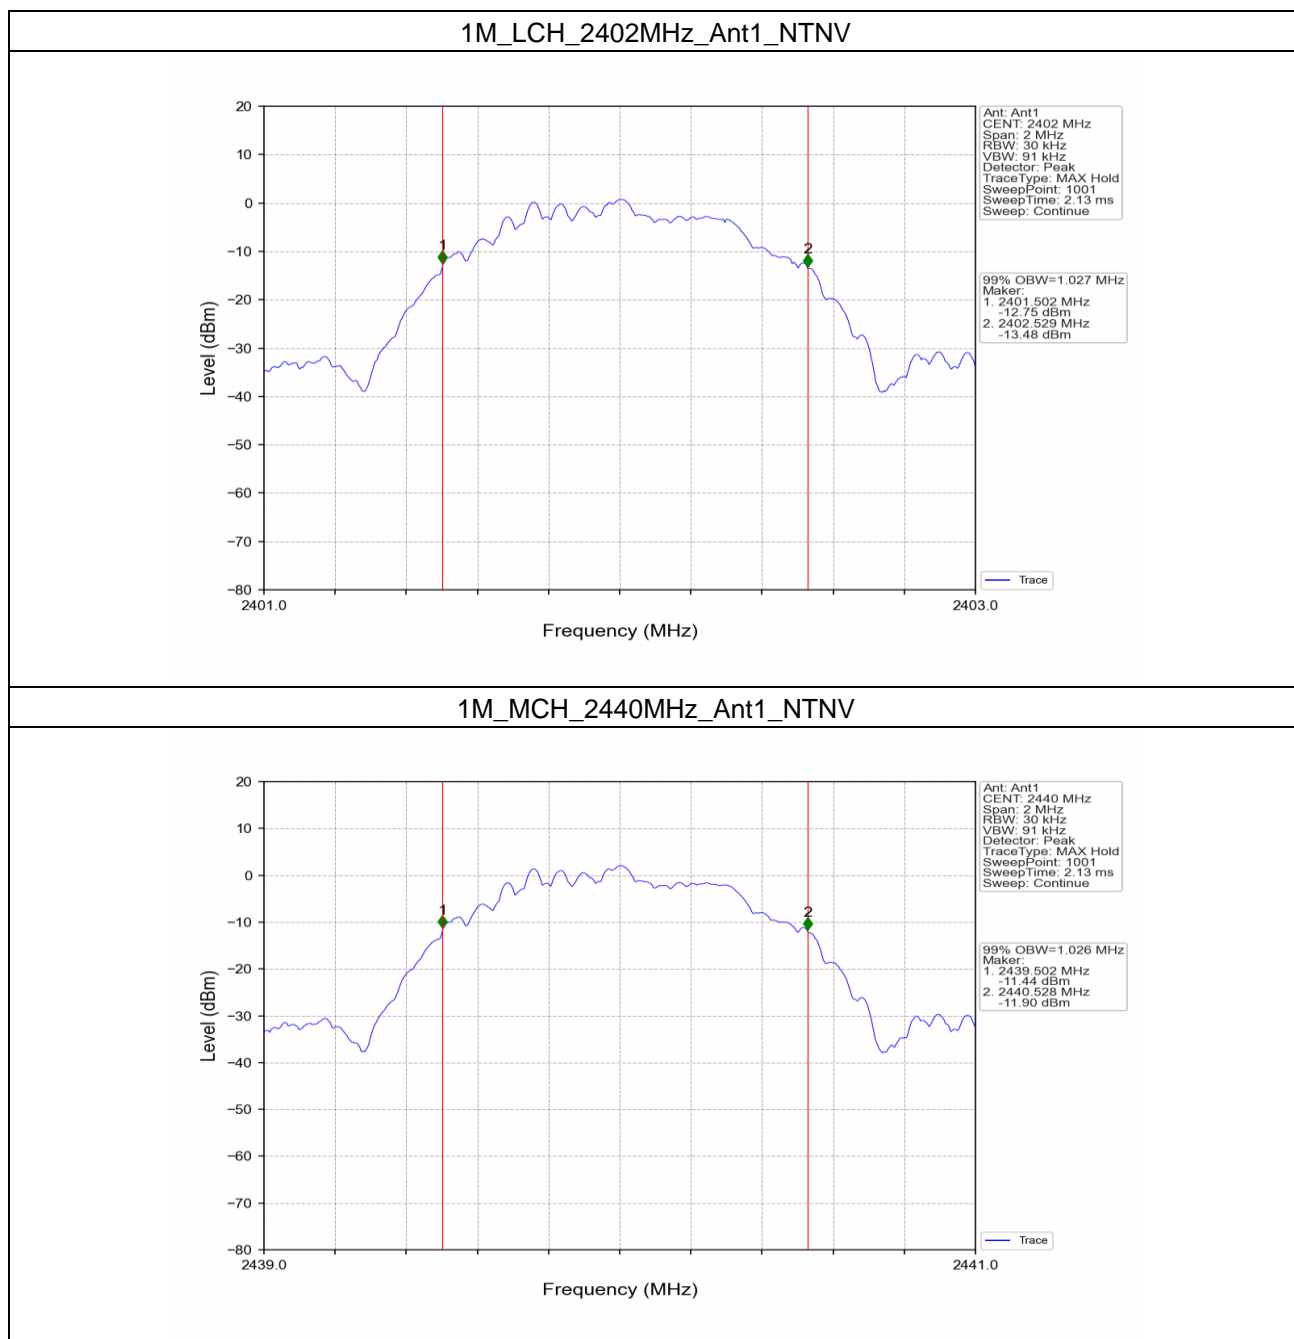 1M_LCH_2402MHz_Ant1_NTNV
20
10
0
−10
−20
−30
−40
−50
−60
−70
−80
Level (dBm)
1
2
2401.0
2403.0
Frequency (MHz)
Ant: Ant1
CENT: 2402 MHz
Span: 2 MHz
RBW: 30 kHz
VBW: 91 kHz
Detector: Peak
TraceType: MAX Hold
SweepPoint: 1001
SweepTime: 2.13 ms
Sweep: Continue
99% OBW=1.027 MHz
Maker:
1. 2401.502 MHz
-12.75 dBm
2. 2402.529 MHz
-13.48 dBm
Trace
1M_MCH_2440MHz_Ant1_NTNV
20
10
0
−10
−20
−30
−40
−50
−60
−70
−80
Level (dBm)
1
2
2439.0
2441.0
Frequency (MHz)
Ant: Ant1
CENT: 2440 MHz
Span: 2 MHz
RBW: 30 kHz
VBW: 91 kHz
Detector: Peak
TraceType: MAX Hold
SweepPoint: 1001
SweepTime: 2.13 ms
Sweep: Continue
99% OBW=1.026 MHz
Maker:
1. 2439.502 MHz
-11.44 dBm
2. 2440.528 MHz
-11.90 dBm
Trace